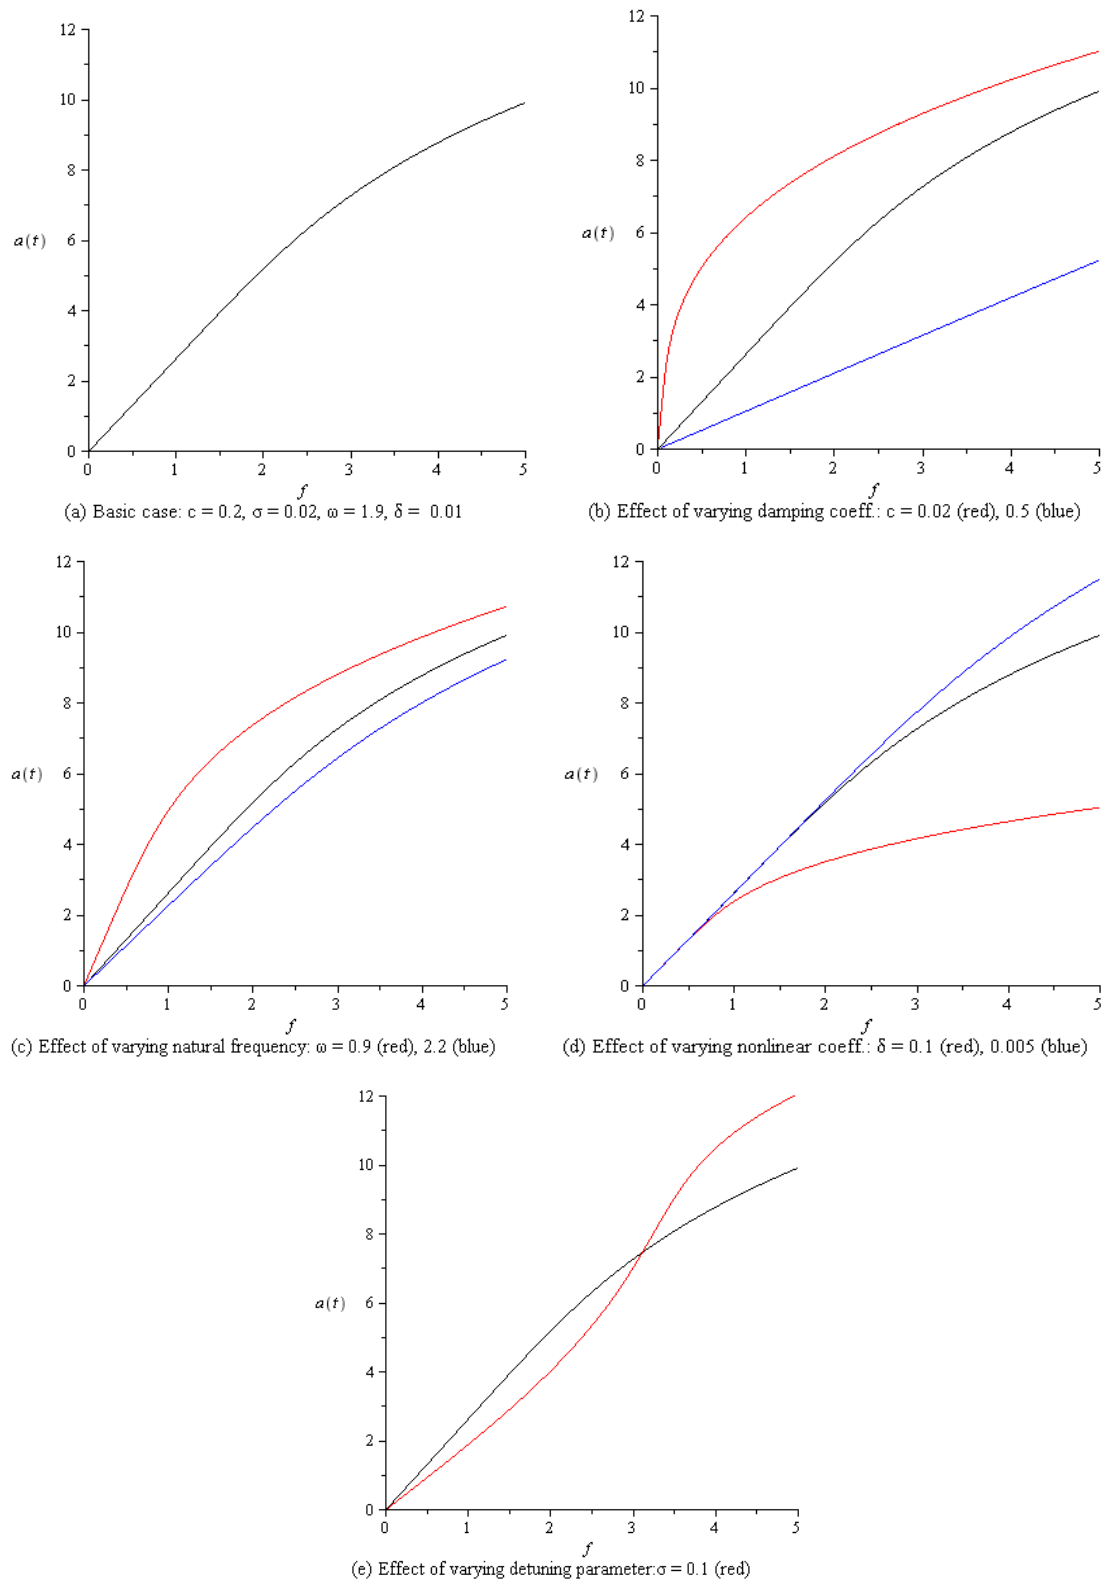 12
10
8
6
4
2
0
a(t)
0 1 2 3 4 5
f
(a) Basic case: c = 0.2, σ = 0.02, ω = 1.9, δ = 0.01
12
10
8
6
4
2
0
a(t)
0 1 2 3 4 5
f
(b) Effect of varying damping coeff.: c = 0.02 (red), 0.5 (blue)
12
10
8
6
4
2
0
a(t)
0 1 2 3 4 5
f
(c) Effect of varying natural frequency: ω = 0.9 (red), 2.2 (blue)
12
10
8
6
4
2
0
a(t)
0 1 2 3 4 5
f
(d) Effect of varying nonlinear coeff.: δ = 0.1 (red), 0.005 (blue)
12
10
8
6
4
2
0
a(t)
0 1 2 3 4 5
f
(e) Effect of varying detuning parameter:σ = 0.1 (red)